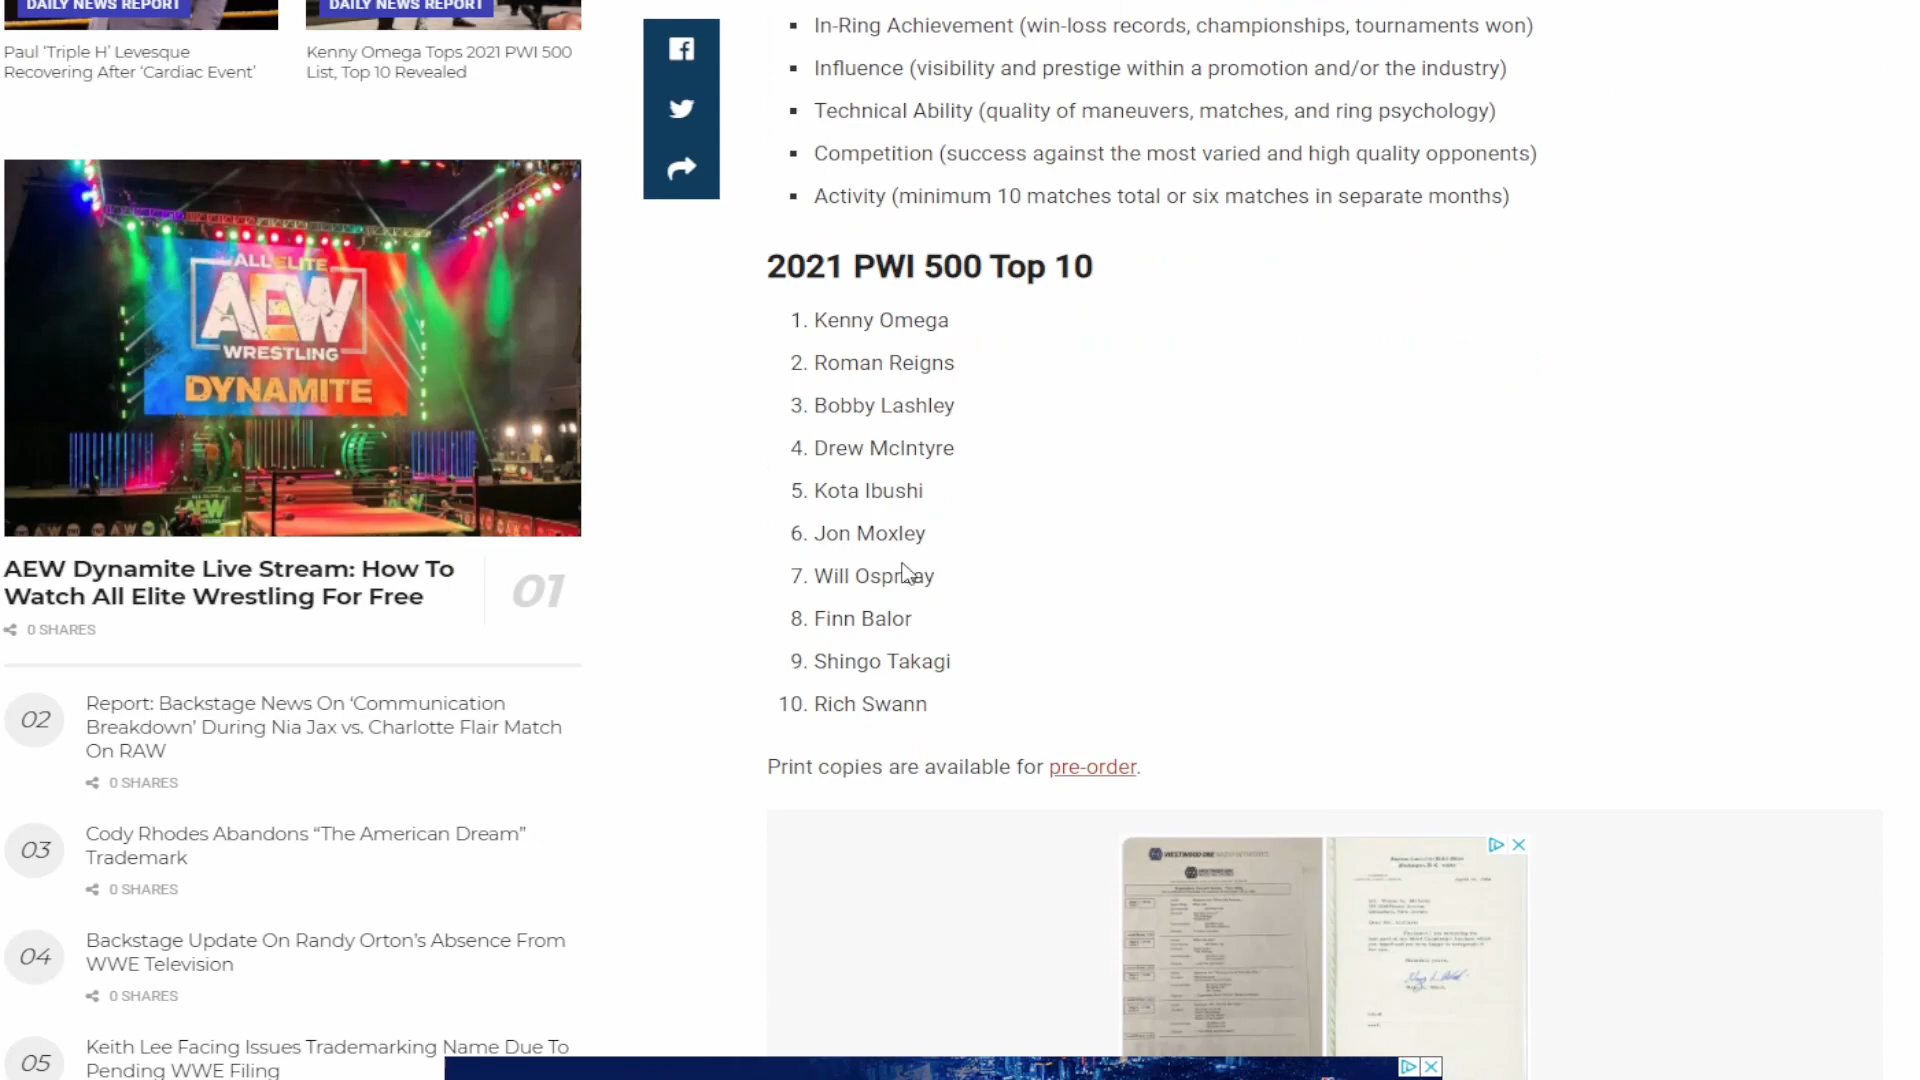 DAILY NEWS REPORT
Paul ‘Triple H’ Levesque
Recovering After ‘Cardiac Event’
DAILY NEWS REPORT
Kenny Omega Tops 2021 PWI 500
List, Top 10 Revealed
ALL ELITE
AEW
WRESTLING
DYNAMITE
AEW Dynamite Live Stream: How To
Watch All Elite Wrestling For Free
01
0 SHARES
02
Report: Backstage News On ‘Communication
Breakdown’ During Nia Jax vs. Charlotte Flair Match
On RAW
0 SHARES
03
Cody Rhodes Abandons “The American Dream”
Trademark
0 SHARES
04
Backstage Update On Randy Orton’s Absence From
WWE Television
0 SHARES
05
Keith Lee Facing Issues Trademarking Name Due To
Pending WWE Filing
In-Ring Achievement (win-loss records, championships, tournaments won)
Influence (visibility and prestige within a promotion and/or the industry)
Technical Ability (quality of maneuvers, matches, and ring psychology)
Competition (success against the most varied and high quality opponents)
Activity (minimum 10 matches total or six matches in separate months)
2021 PWI 500 Top 10
1. Kenny Omega
2. Roman Reigns
3. Bobby Lashley
4. Drew McIntyre
5. Kota Ibushi
6. Jon Moxley
7. Will Ospreay
8. Finn Balor
9. Shingo Takagi
10. Rich Swann
Print copies are available for pre-order.